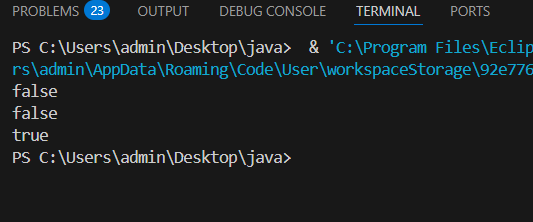 PROBLEMS 23 OUTPUT DEBUG CONSOLE TERMINAL PORTS
PS C:\Users\admin\Desktop\java>  & 'C:\Program Files\Eclip
rs\admin\AppData\Roaming\Code\User\workspaceStorage\92e776
false
false
true
PS C:\Users\admin\Desktop\java>